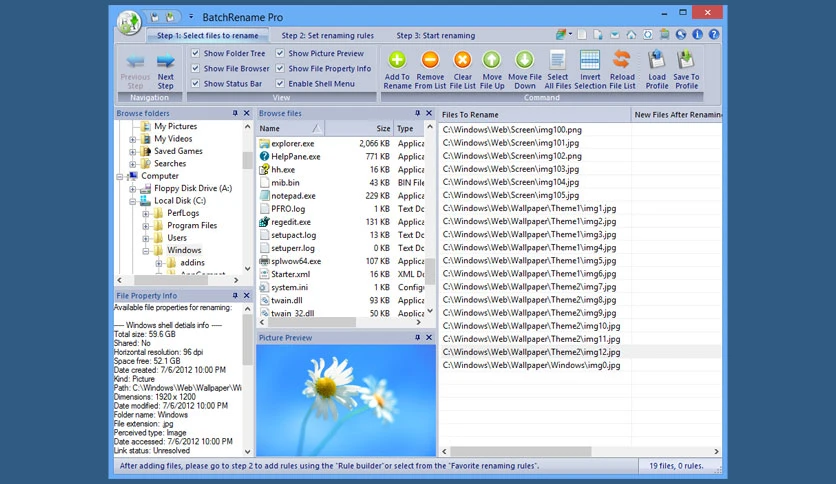 BatchRename Pro
Step 1: Select files to rename
Step 2: Set renaming rules
Step 3: Start renaming
Previous Step
Next Step
Navigation
Show Folder Tree
Show File Browser
Show Status Bar
Show Picture Preview
Show File Property Info
Enable Shell Menu
View
Add To Rename
Remove From List
Clear File List
Move File Up
Move File Down
Select All Files
Invert Selection
Reload File List
Load Profile
Save To Profile
Command
Browse folders
My Pictures
My Videos
Saved Games
Searches
Computer
Floppy Disk Drive (A:)
Local Disk (C:)
PerfLogs
Program Files
Users
Windows
addins
File Property Info
Available file properties for renaming:
---- Windows shell detials info ----
Total size: 59.6 GB
Shared: No
Horizontal resolution: 96 dpi
Space free: 52.1 GB
Date created: 7/6/2012 10:00 PM
Kind: Picture
Path: C:\Windows\Web\Wallpaper\Wi
Dimensions: 1920 x 1200
Date modified: 7/6/2012 10:00 PM
Folder name: Windows
File extension: .jpg
Perceived type: Image
Date accessed: 7/6/2012 10:00 PM
Link status: Unresolved
Browse files
Name Size Type
explorer.exe 2,066 KB Applica
HelpPane.exe 771 KB Applica
hh.exe 16 KB Applica
mib.bin 43 KB BIN File
notepad.exe 229 KB Applica
PFRO.log 1 KB Text Do
regedit.exe 131 KB Applica
setupact.log 13 KB Text Do
setuperr.log 0 KB Text Do
splwow64.exe 107 KB Applica
Starter.xml 16 KB XML D
system.ini 1 KB Config
twain.dll 93 KB Applica
twain_32.dll 50 KB Applica
Picture Preview
Files To Rename
New Files After Renaming
C:\Windows\Web\Screen\img100.png
C:\Windows\Web\Screen\img101.jpg
C:\Windows\Web\Screen\img102.png
C:\Windows\Web\Screen\img103.jpg
C:\Windows\Web\Screen\img104.jpg
C:\Windows\Web\Screen\img105.jpg
C:\Windows\Web\Wallpaper\Theme1\img1.jpg
C:\Windows\Web\Wallpaper\Theme1\img2.jpg
C:\Windows\Web\Wallpaper\Theme1\img3.jpg
C:\Windows\Web\Wallpaper\Theme1\img4.jpg
C:\Windows\Web\Wallpaper\Theme1\img5.jpg
C:\Windows\Web\Wallpaper\Theme1\img6.jpg
C:\Windows\Web\Wallpaper\Theme2\img7.jpg
C:\Windows\Web\Wallpaper\Theme2\img8.jpg
C:\Windows\Web\Wallpaper\Theme2\img9.jpg
C:\Windows\Web\Wallpaper\Theme2\img10.jpg
C:\Windows\Web\Wallpaper\Theme2\img11.jpg
C:\Windows\Web\Wallpaper\Theme2\img12.jpg
C:\Windows\Web\Wallpaper\Windows\img0.jpg
After adding files, please go to step 2 to add rules using the "Rule builder"or select from the "Favorite renaming rules".
19 files, 0 rules.